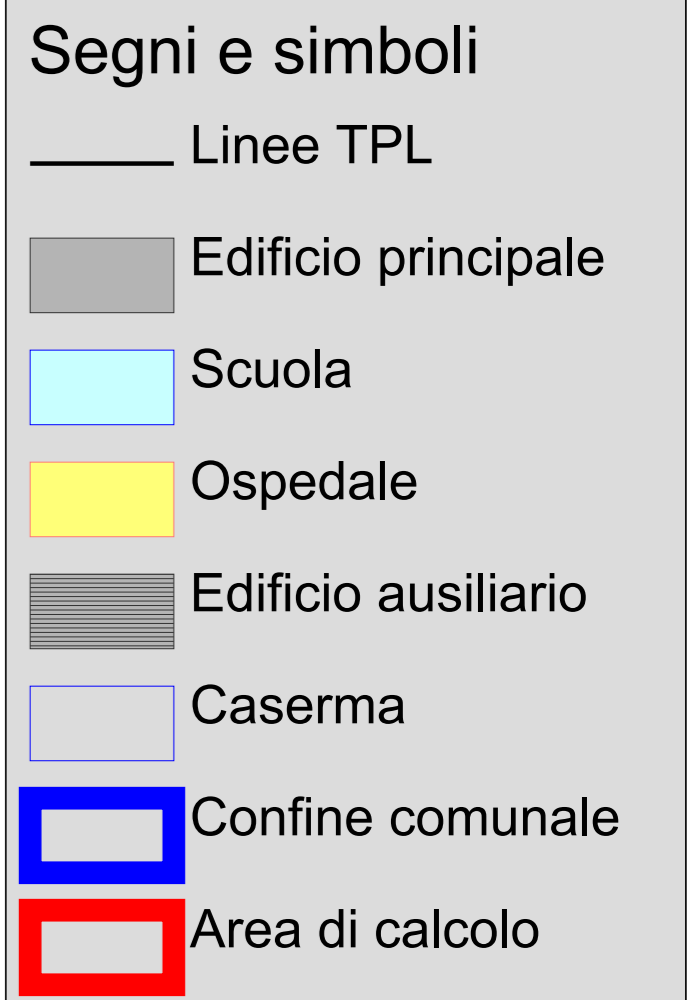 Segni e simboli
Linee TPL
Edificio principale
Scuola
Ospedale
Edificio ausiliario
Caserma
Confine comunale
Area di calcolo